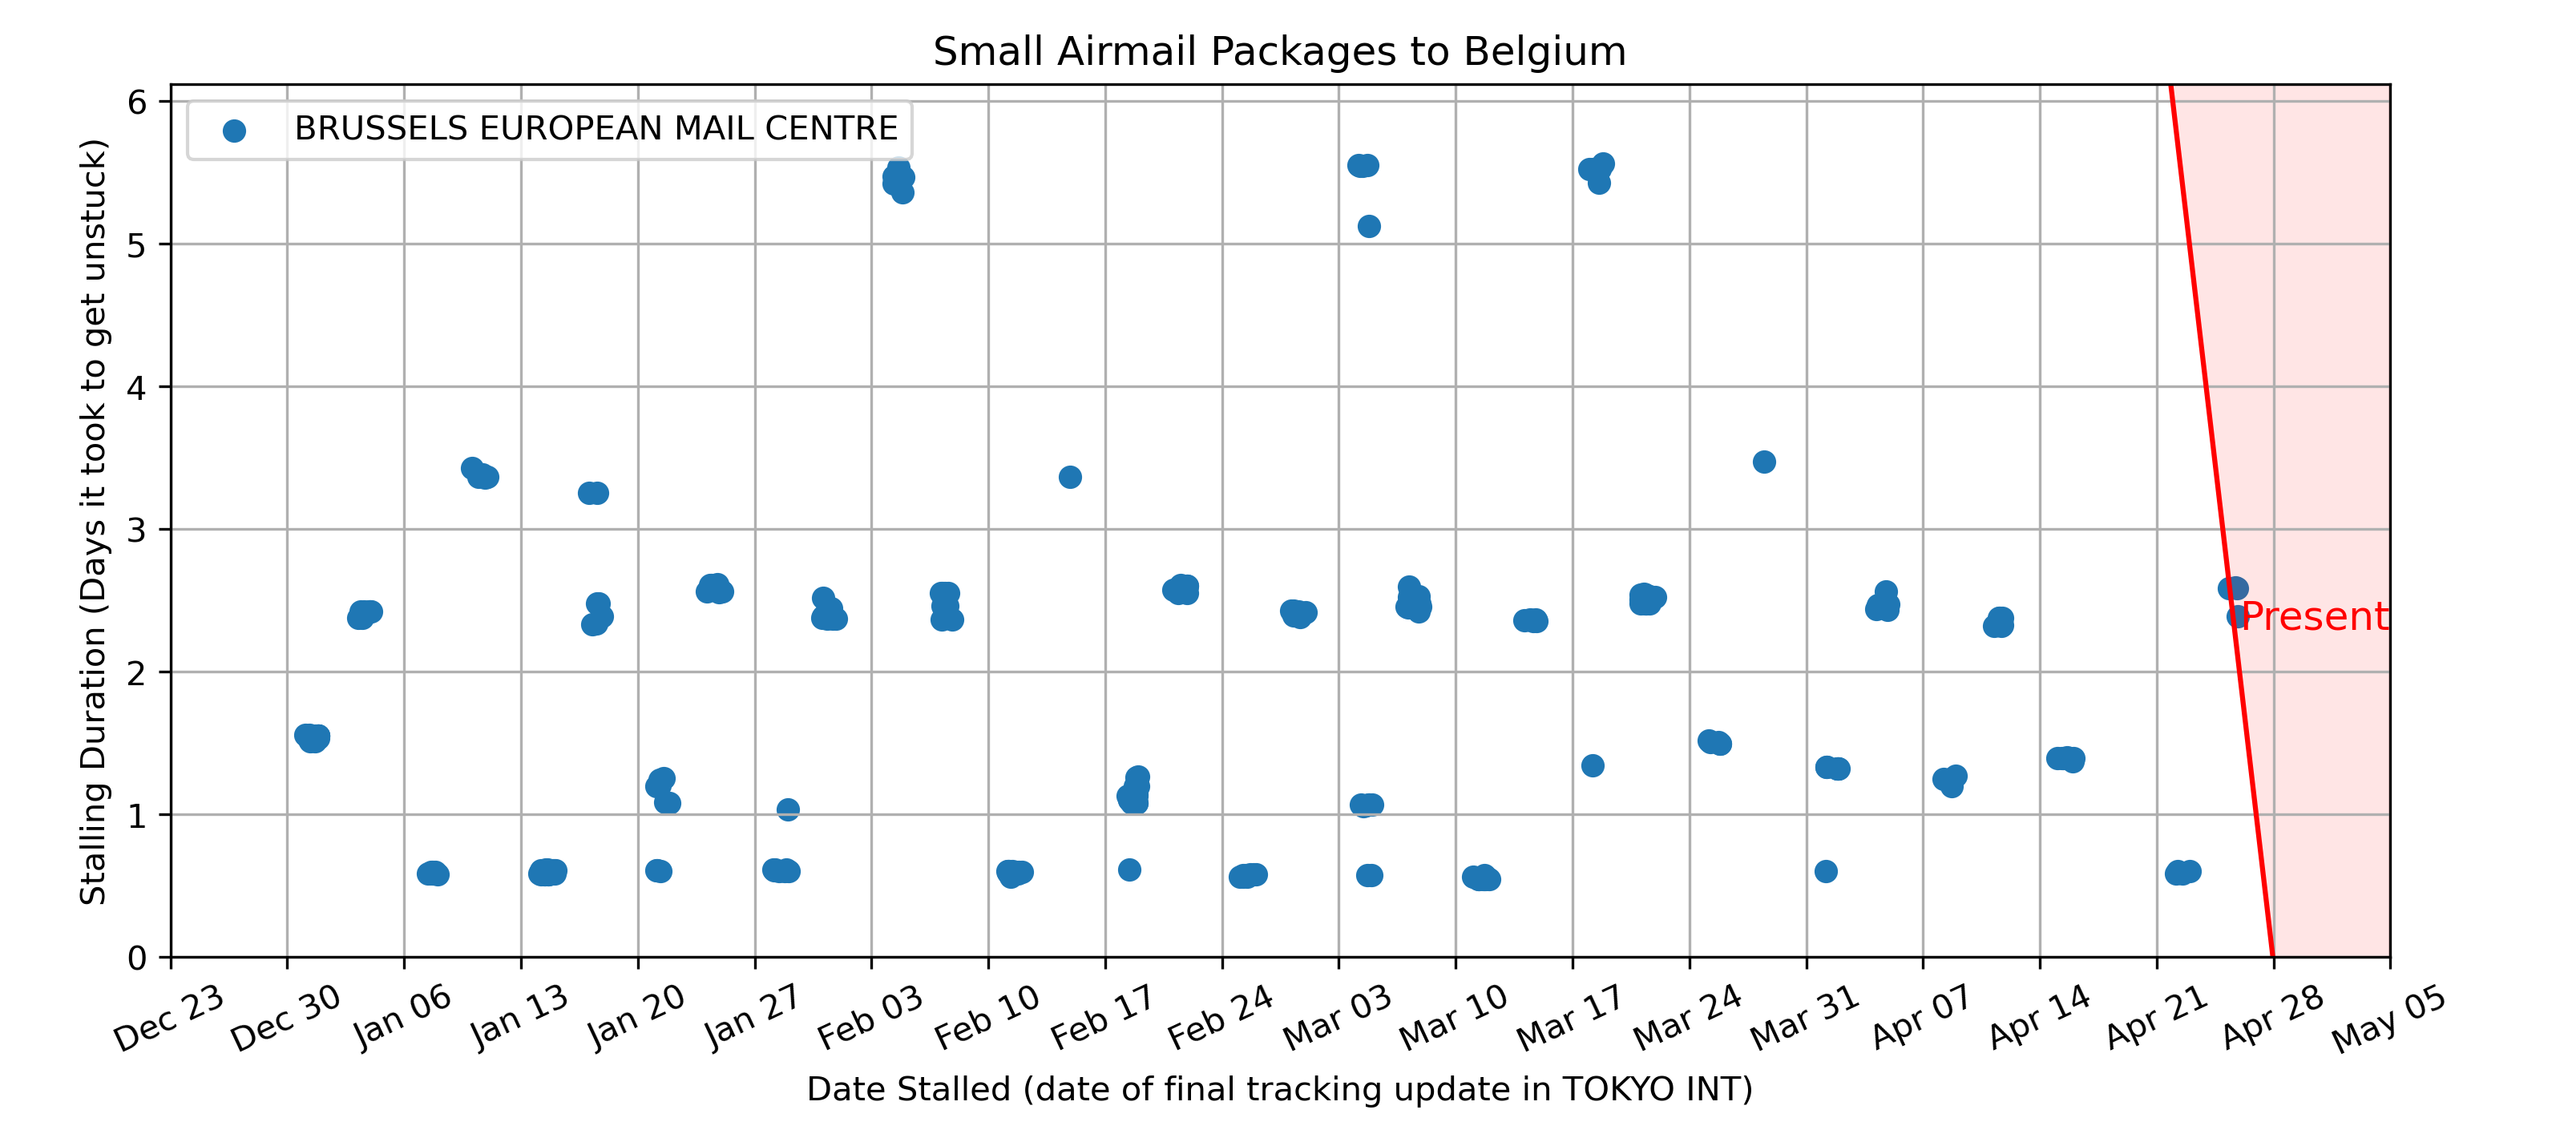 Small Airmail Packages to Belgium
BRUSSELS EUROPEAN MAIL CENTRE
Stalling Duration (Days it took to get unstuck)
6
5
4
3
2
1
0
Present
Dec 23
Dec 30
Jan 06
Jan 13
Jan 20
Jan 27
Feb 03
Feb 10
Feb 17
Feb 24
Mar 03
Mar 10
Mar 17
Mar 24
Mar 31
Apr 07
Apr 14
Apr 21
Apr 28
May 05
Date Stalled (date of final tracking update in TOKYO INT)